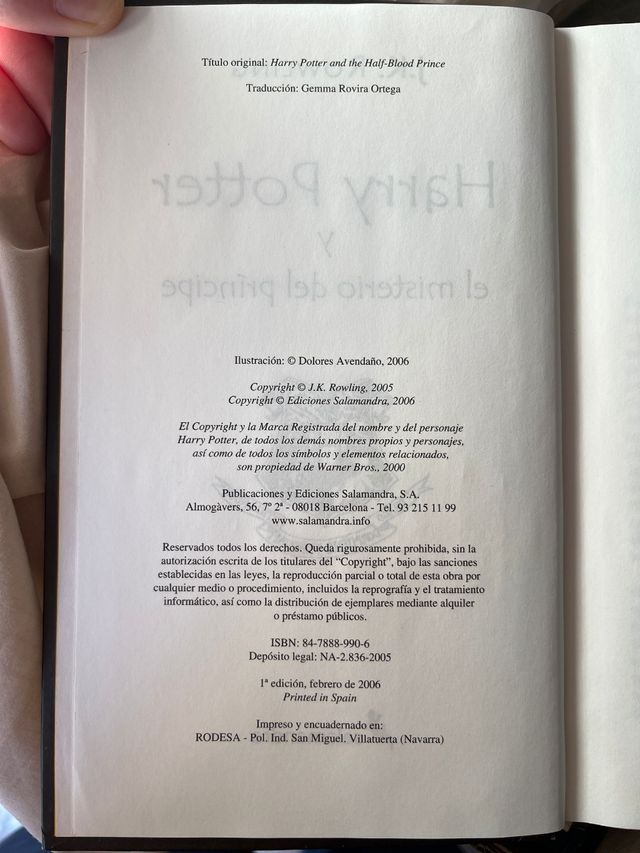 Título original: Harry Potter and the Half-Blood Prince
Traducción: Gemma Rovira Ortega
Harry Potter
y
el misterio del príncipe
Ilustración: © Dolores Avendaño, 2006
Copyright © J.K. Rowling, 2005
Copyright © Ediciones Salamandra, 2006
El Copyright y la Marca Registrada del nombre y del personaje
Harry Potter, de todos los demás nombres propios y personajes,
así como de todos los símbolos y elementos relacionados,
son propiedad de Warner Bros., 2000
Publicaciones y Ediciones Salamandra, S.A.
Almogàvers, 56, 7º 2ª - 08018 Barcelona - Tel. 93 215 11 99
www.salamandra.info
Reservados todos los derechos. Queda rigurosamente prohibida, sin la
autorización escrita de los titulares del “Copyright”, bajo las sanciones
establecidas en las leyes, la reproducción parcial o total de esta obra por
cualquier medio o procedimiento, incluidos la reprografía y el tratamiento
informático, así como la distribución de ejemplares mediante alquiler
o préstamo públicos.
ISBN: 84-7888-990-6
Depósito legal: NA-2.836-2005
1ª edición, febrero de 2006
Printed in Spain
Impreso y encuadernado en:
RODESA - Pol. Ind. San Miguel. Villatuerta (Navarra)